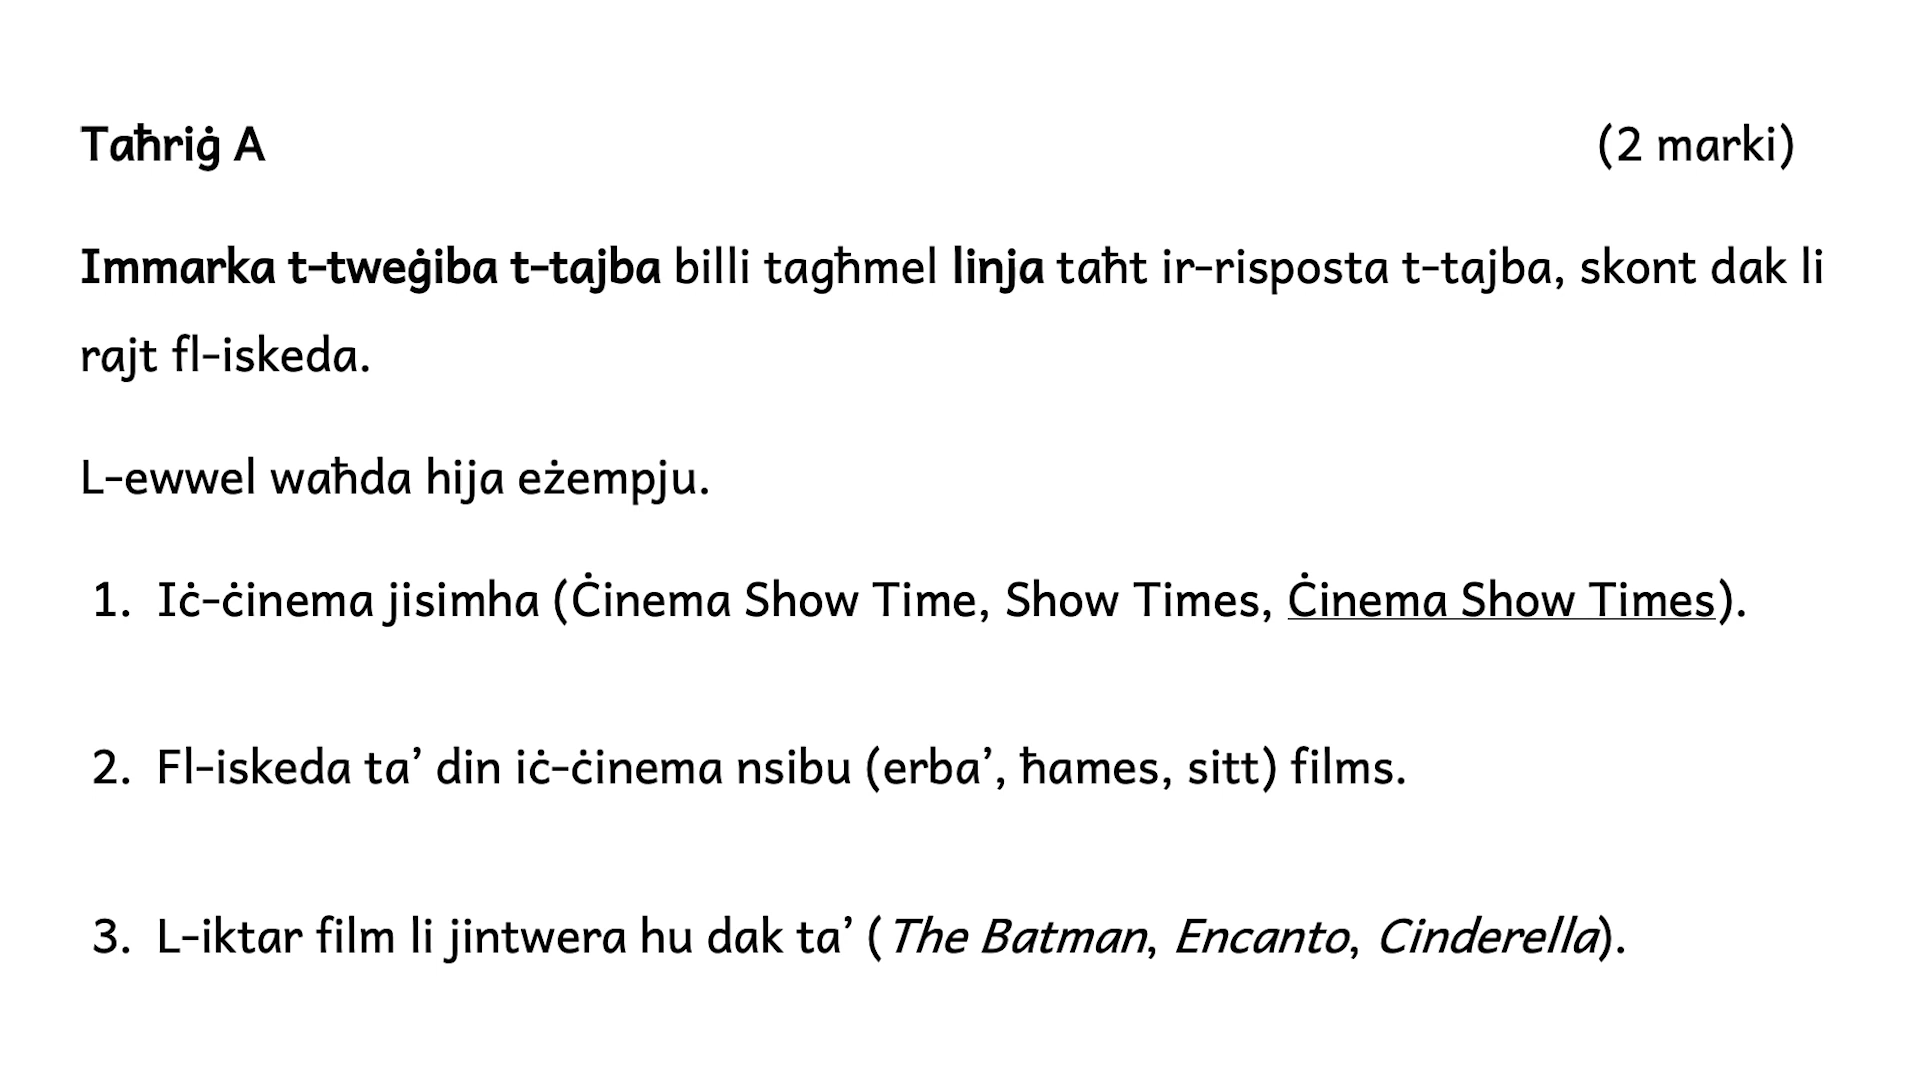 Taħriġ A (2 marki)
Immarka t-tweġiba t-tajba billi tagħmel linja taħt ir-risposta t-tajba, skont dak li
rajt fl-iskeda.
L-ewwel waħda hija eżempju.
1. Iċ-ċinema jisimha (Ċinema Show Time, Show Times, Ċinema Show Times).
2. Fl-iskeda ta’ din iċ-ċinema nsibu (erba’, ħames, sitt) films.
3. L-iktar film li jintwera hu dak ta’ (The Batman, Encanto, Cinderella).